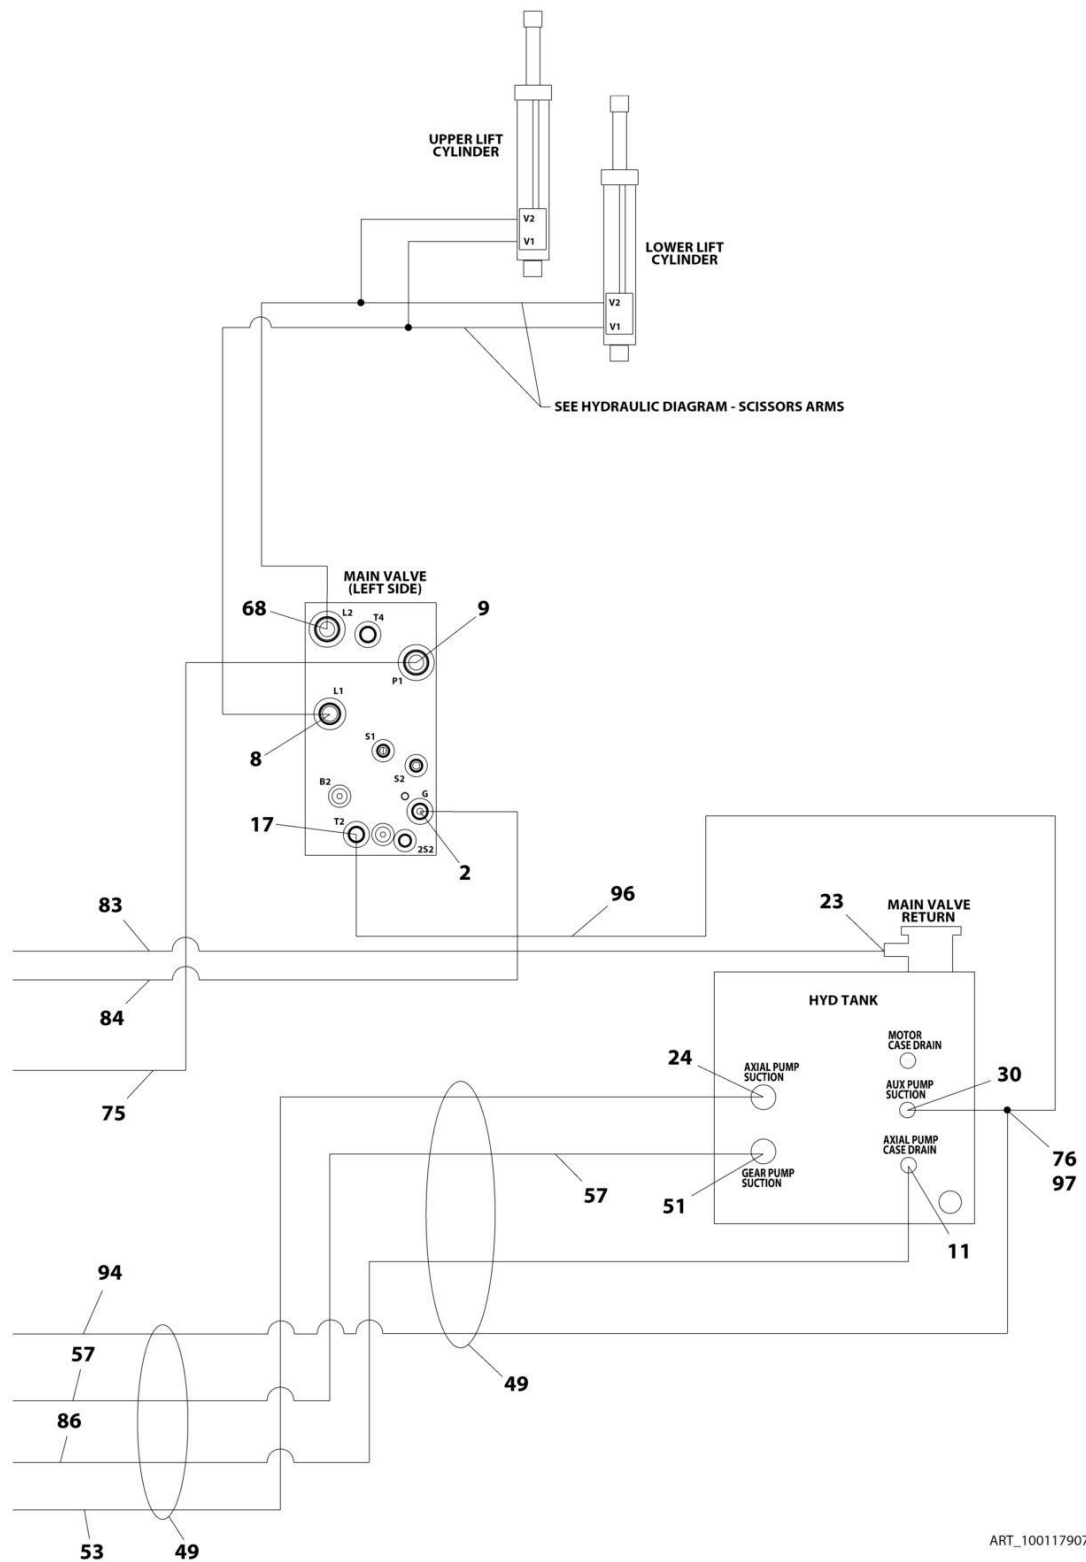 UPPER LIFT
CYLINDER
V2
V1
LOWER LIFT
CYLINDER
V2
V1
SEE HYDRAULIC DIAGRAM - SCISSORS ARMS
MAIN VALVE
(LEFT SIDE)
68
L2
T4
9
P1
L1
8
S1
S2
B2
G
17
T2
2S2
2
83
96
23
MAIN VALVE
RETURN
84
HYD TANK
MOTOR
CASE DRAIN
24
AXIAL PUMP
SUCTION
AUX PUMP
SUCTION
30
75
AXIAL PUMP
CASE DRAIN
76
97
57
51
GEAR PUMP
SUCTION
11
94
57
49
86
53
49
ART_100117907